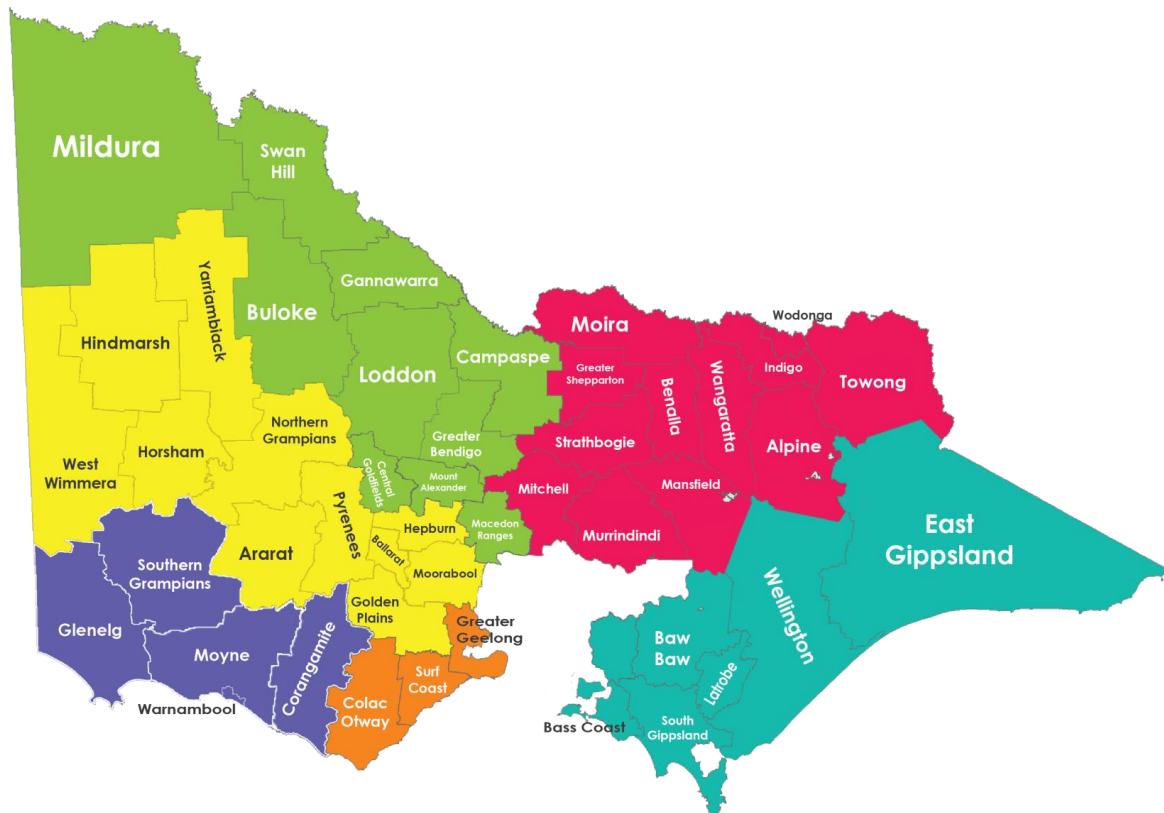 Mildura
Swan
Hill
Gannawarra
Yarriambiack
Buloke
Hindmarsh
Loddon
Campaspe
Moira
Wodonga
Greater
Shepparton
Benalla
Wangaratta
Indigo
Towong
Northern
Grampians
Greater
Bendigo
Strathbogie
Alpine
Horsham
West
Wimmera
Central
Goldfields
Mount
Alexander
Mitchell
Mansfield
Pyrenees
Hepburn
Macedon
Ranges
Murrindindi
East
Gippsland
Ararat
Ballarat
Moorabool
Southern
Grampians
Golden
Plains
Greater
Geelong
Glenelg
Moyne
Corangamite
Wellington
Baw
Baw
Latrobe
Surf
Coast
Colac
Otway
Warnambool
Bass Coast
South
Gippsland